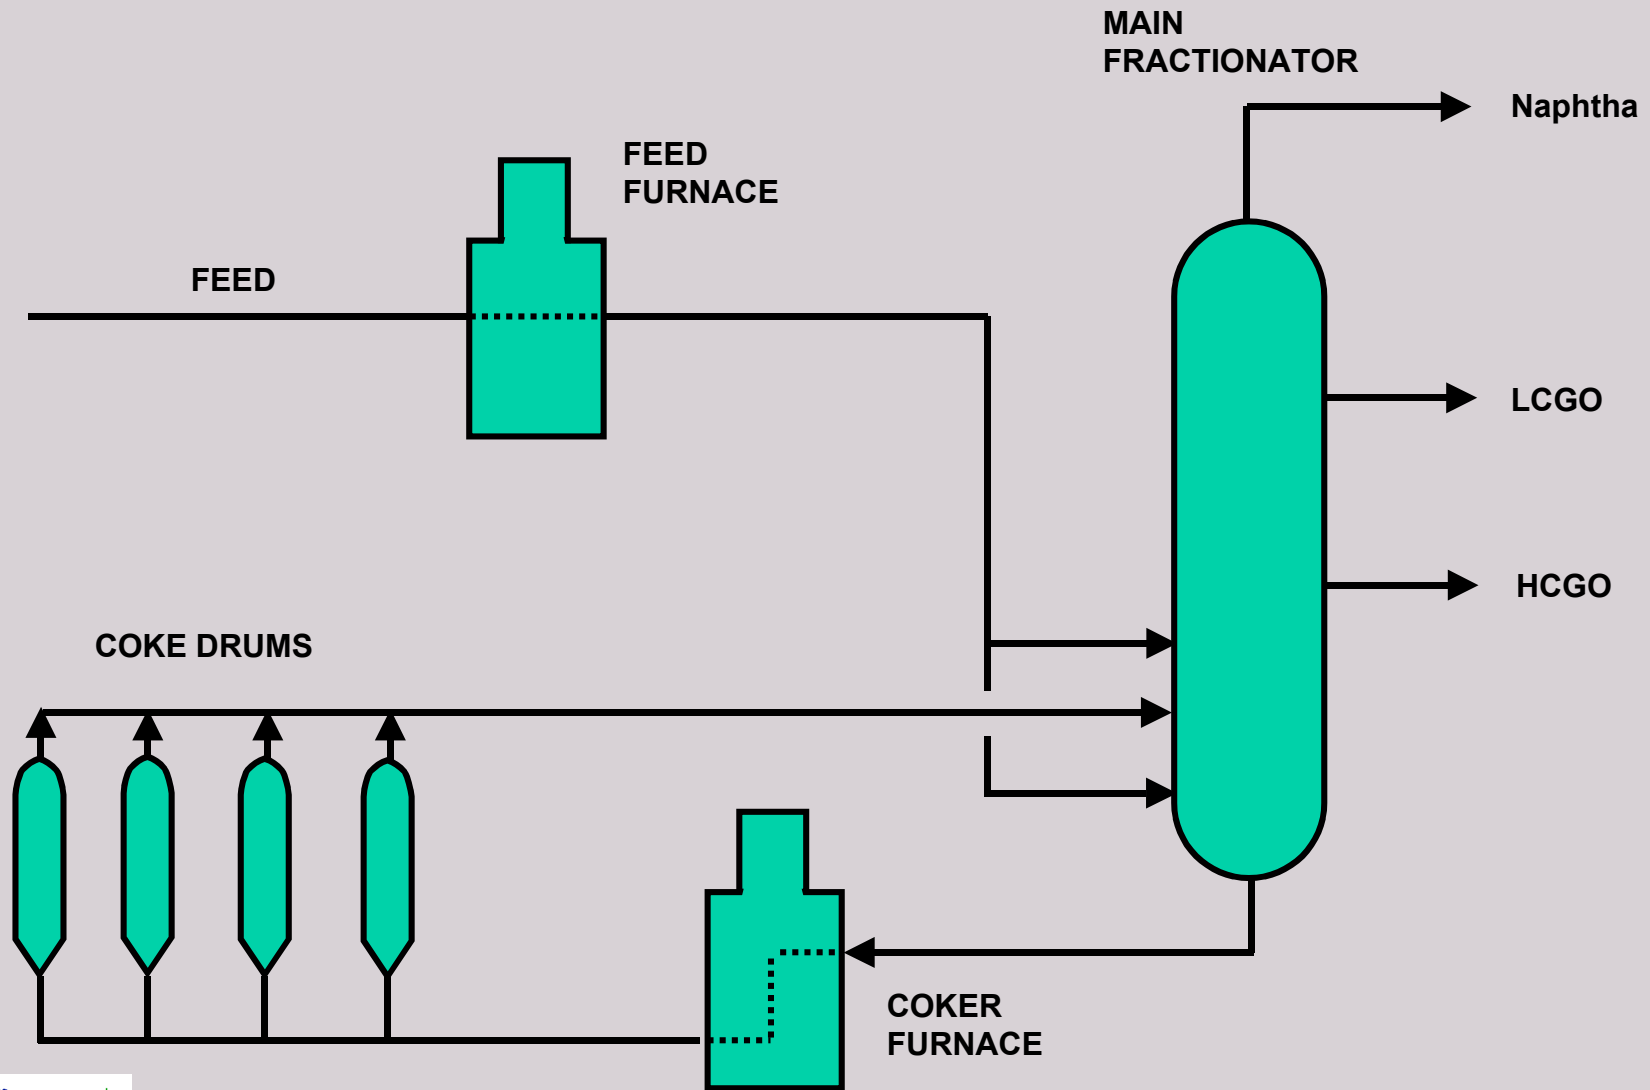 MAIN
FRACTIONATOR
Naphtha
FEED
FURNACE
FEED
LCGO
HCGO
COKE DRUMS
COKER
FURNACE